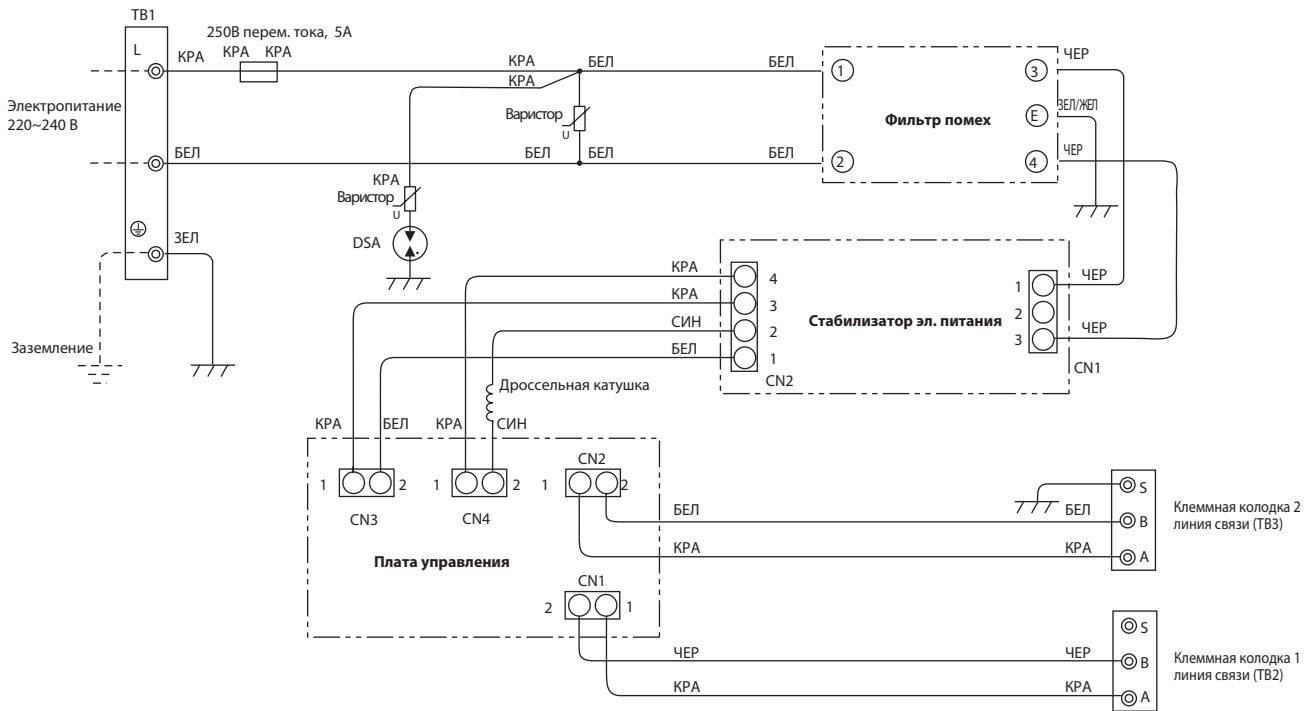 TB1
250В перем. тока, 5А
L
КРА
КРА
КРА
КРА
БЕЛ
БЕЛ
КРА
Электропитание
220~240 В
Варистор
U
БЕЛ
БЕЛ
БЕЛ
БЕЛ
1
3
ЧЕР
Фильтр помех
E
ЗЕЛ/ЖЕЛ
2
4
ЧЕР
КРА
Варистор
U
DSA
ЗЕЛ
Заземление
КРА
4
КРА
3
СИН
2
БЕЛ
1
CN2
Стабилизатор эл. питания
1
ЧЕР
2
3
ЧЕР
CN1
Дроссельная катушка
КРА
БЕЛ
КРА
СИН
1
2
CN3
1
2
CN4
CN2
1
2
Плата управления
CN1
2
1
БЕЛ
БЕЛ
КРА
КРА
S
B
A
Клеммная колодка 2
линия связи (TB3)
ЧЕР
ЧЕР
КРА
КРА
S
B
A
Клеммная колодка 1
линия связи (TB2)